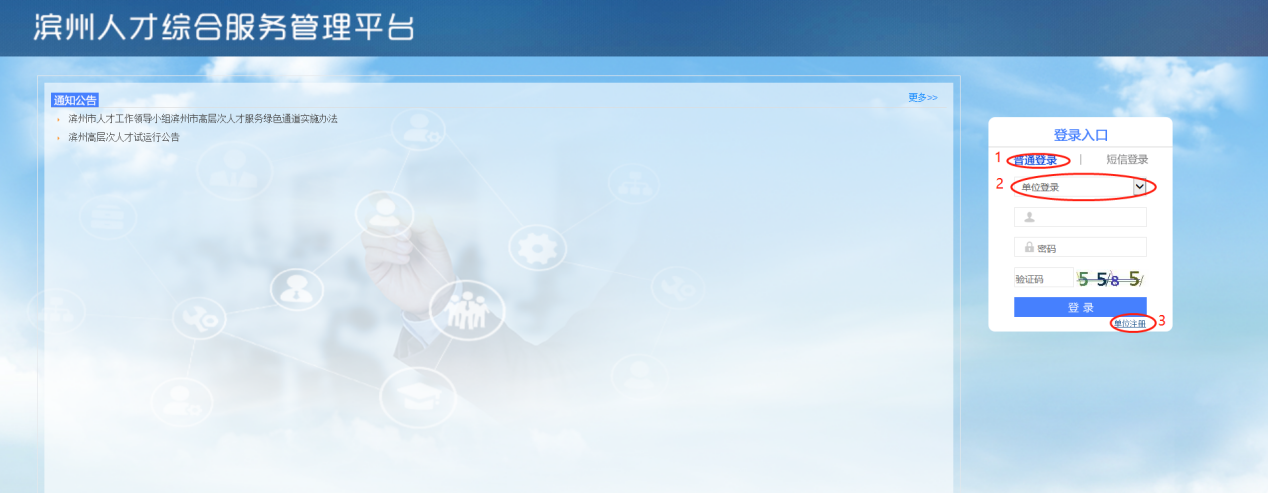 滨州人才综合服务管理平台
通知公告
更多>>
滨州市人才工作领导小组滨州市高层次人才服务绿色通道实施办法
滨州高层次人才试运行公告
登录入口
1 普通登录 | 短信登录
2 单位登录
密码
验证码 5 5/8 5/
登 录
单位注册 3